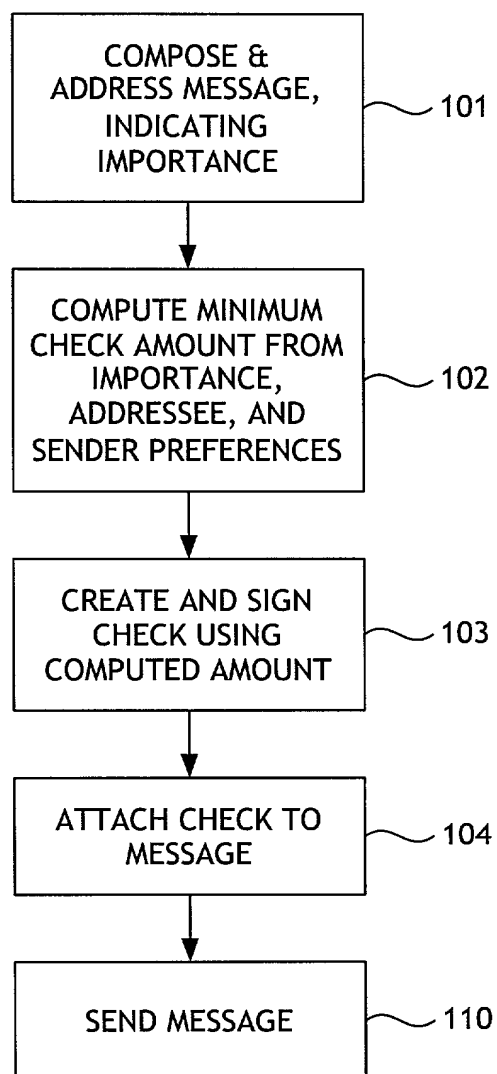 COMPOSE &
ADDRESS MESSAGE,
INDICATING
IMPORTANCE
101
COMPUTE MINIMUM
CHECK AMOUNT FROM
IMPORTANCE,
ADDRESSEE, AND
SENDER PREFERENCES
102
CREATE AND SIGN
CHECK USING
COMPUTED AMOUNT
103
ATTACH CHECK TO
MESSAGE
104
SEND MESSAGE
110